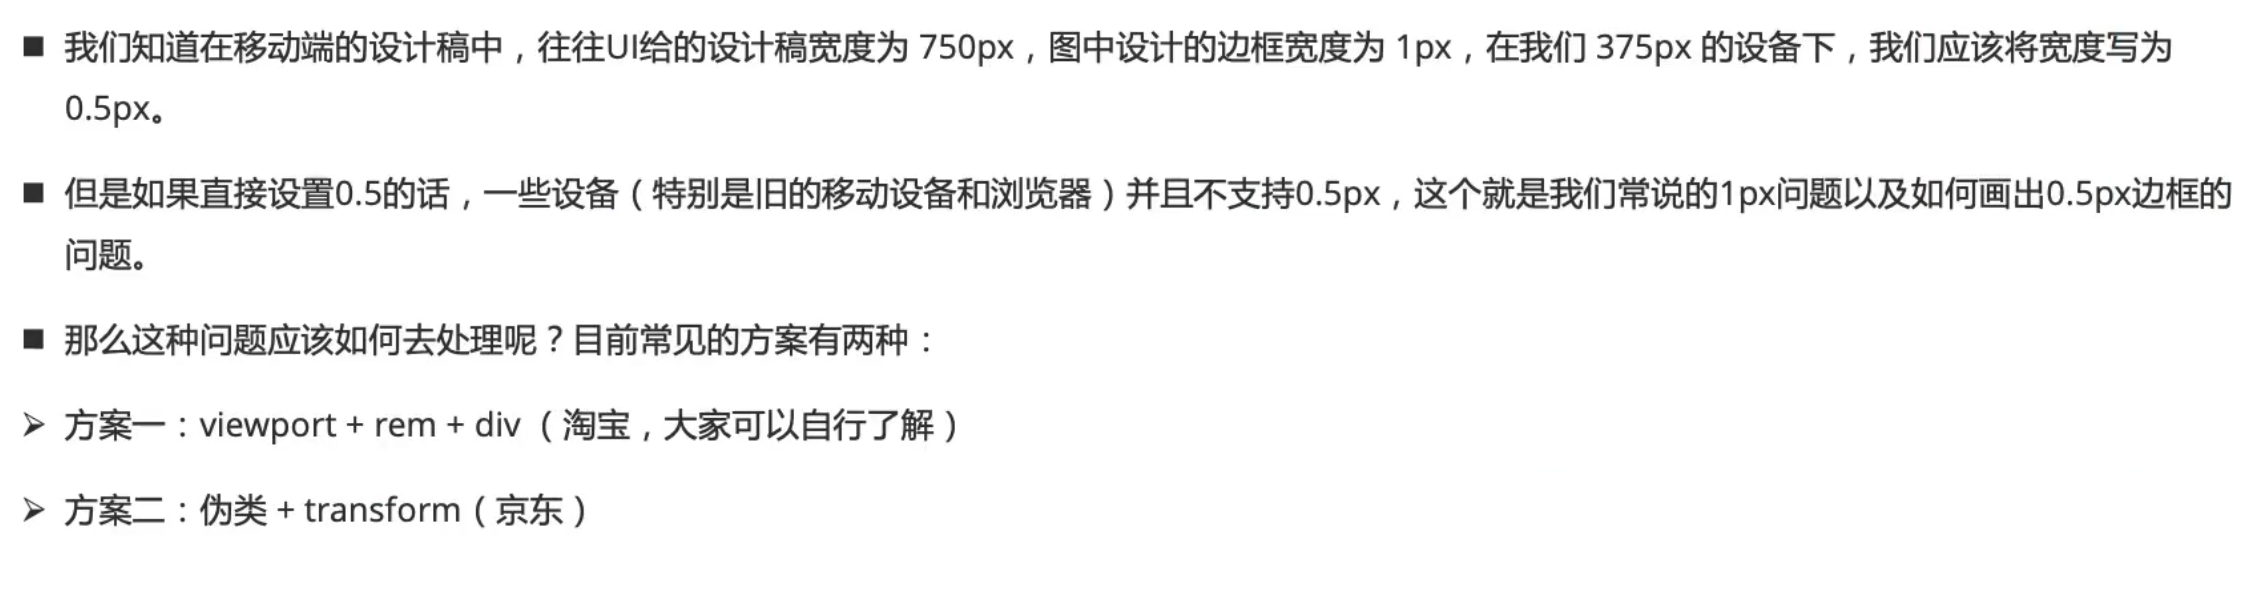 ■ 我们知道在移动端的设计稿中，往往UI给的设计稿宽度为 750px，图中设计的边框宽度为 1px，在我们 375px 的设备下，我们应该将宽度写为
0.5px。
■ 但是如果直接设置0.5的话，一些设备（特别是旧的移动设备和浏览器）并且不支持0.5px，这个就是我们常说的1px问题以及如何画出0.5px边框的
问题。
■ 那么这种问题应该如何去处理呢？目前常见的方案有两种：
➢ 方案一：viewport + rem + div （淘宝，大家可以自行了解）
➢ 方案二：伪类 + transform（京东）